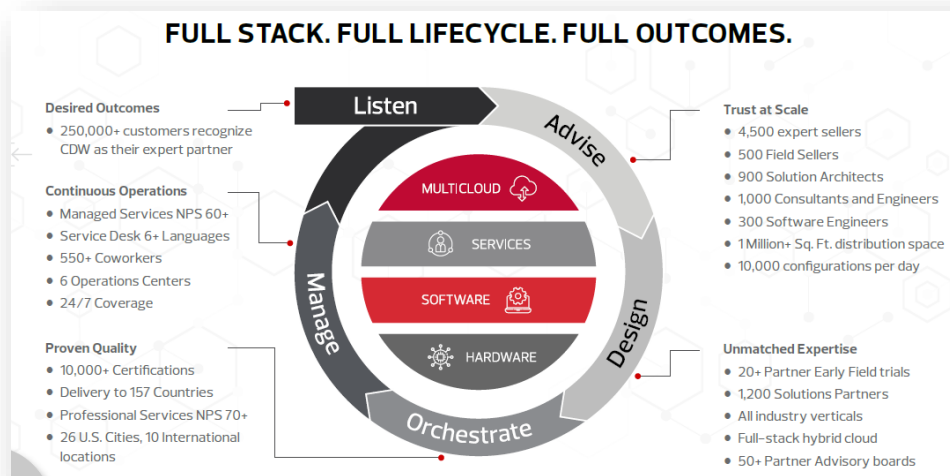 FULL STACK. FULL LIFECYCLE. FULL OUTCOMES.
Desired Outcomes
• 250,000+ customers recognize
CDW as their expert partner
Continuous Operations
• Managed Services NPS 60+
• Service Desk 6+ Languages
• 550+ Coworkers
• 6 Operations Centers
• 24/7 Coverage
Proven Quality
• 10,000+ Certifications
• Delivery to 157 Countries
• Professional Services NPS 70+
• 26 U.S. Cities, 10 International
locations
Listen
Advise
Design
Orchestrate
Manage
MULTICLOUD
SERVICES
SOFTWARE
HARDWARE
Trust at Scale
• 4,500 expert sellers
• 500 Field Sellers
• 900 Solution Architects
• 1,000 Consultants and Engineers
• 300 Software Engineers
• 1 Million+ Sq. Ft. distribution space
• 10,000 configurations per day
Unmatched Expertise
• 20+ Partner Early Field trials
• 1,200 Solutions Partners
• All industry verticals
• Full-stack hybrid cloud
• 50+ Partner Advisory boards